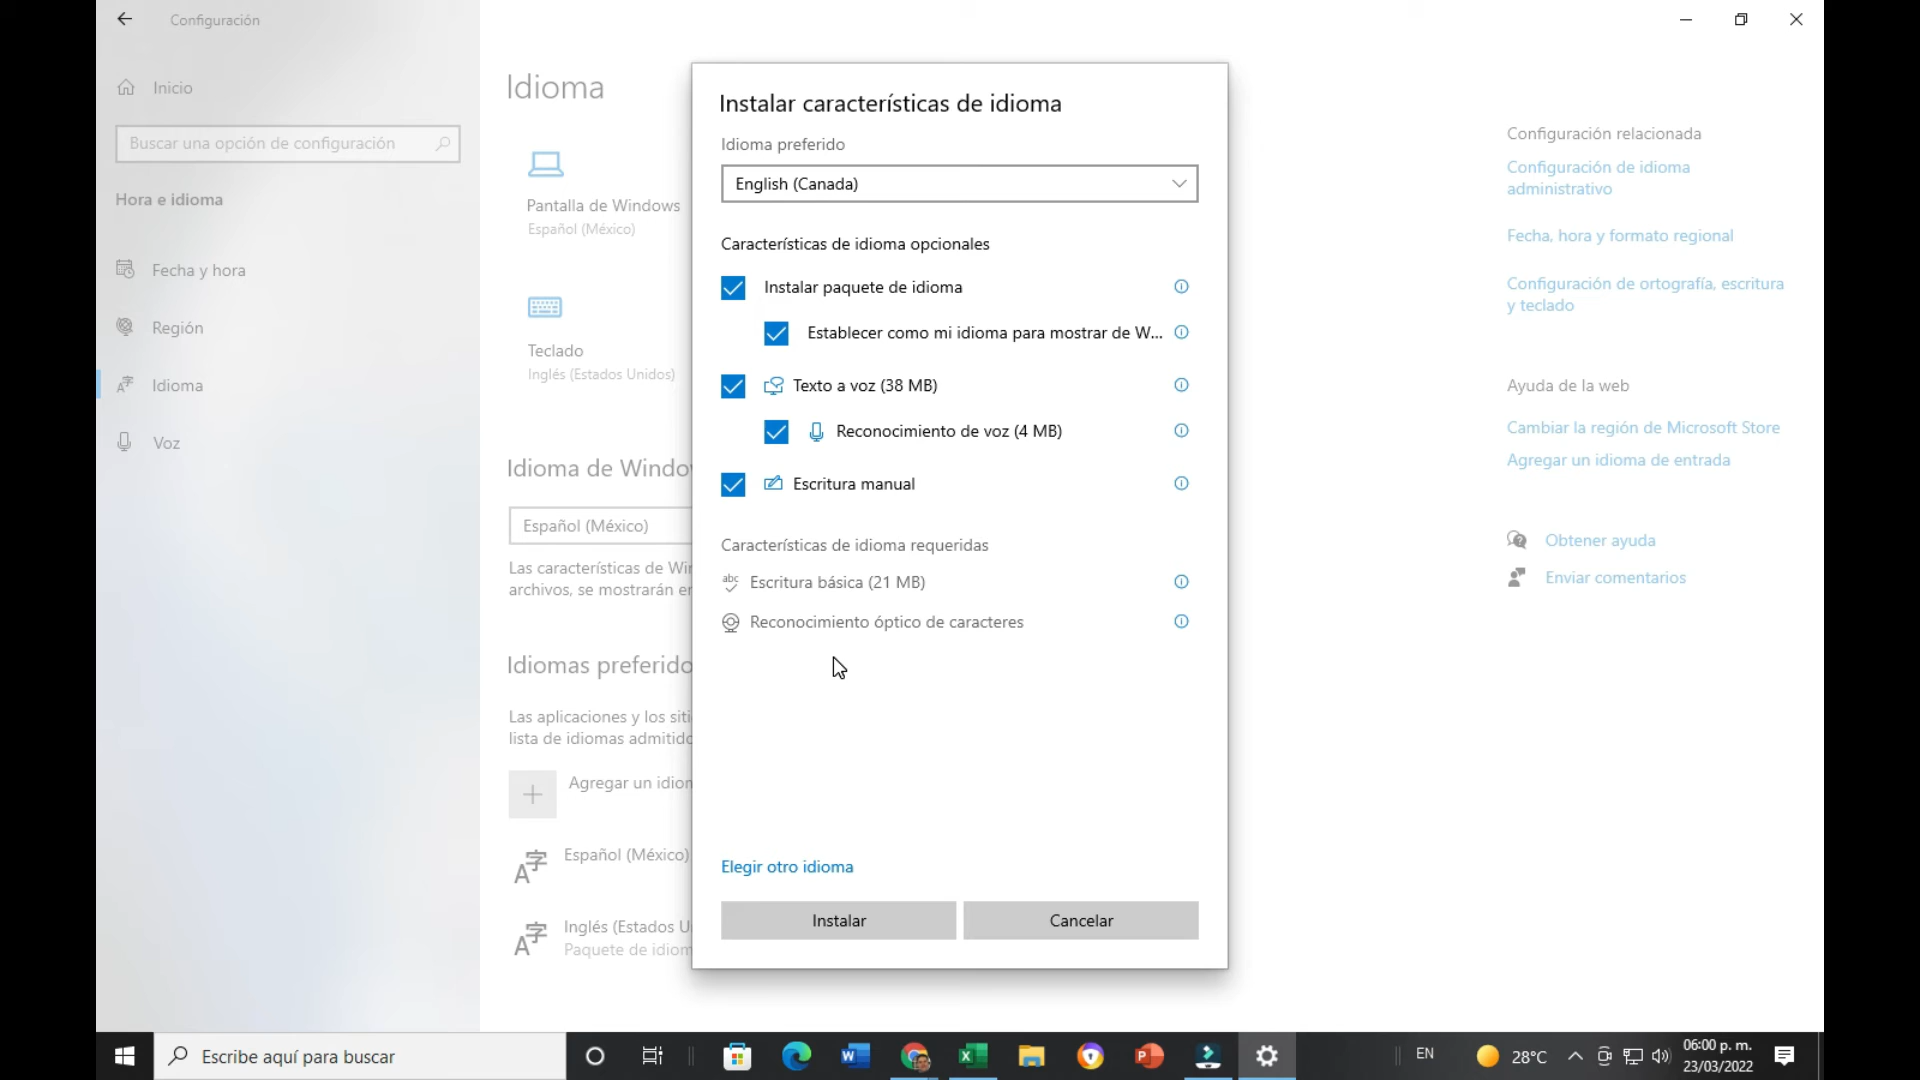 Configuración
Inicio
Buscar una opción de configuración
Hora e idioma
Fecha y hora
Región
Idioma
Voz
Idioma
Pantalla de Windows
Español (México)
Teclado
Inglés (Estados Unidos)
Idioma de Windo
Español (México)
Las características de Wi
archivos, se mostrarán e
Idiomas preferido
Las aplicaciones y los siti
lista de idiomas admitido
Agregar un idion
Español (México)
Inglés (Estados U
Paquete de idiom
Instalar características de idioma
Idioma preferido
English (Canada)
Características de idioma opcionales
Instalar paquete de idioma
Establecer como mi idioma para mostrar de W...
Texto a voz (38 MB)
Reconocimiento de voz (4 MB)
Escritura manual
Características de idioma requeridas
abc
Escritura básica (21 MB)
Reconocimiento óptico de caracteres
Elegir otro idioma
Instalar
Cancelar
Configuración relacionada
Configuración de idioma
administrativo
Fecha, hora y formato regional
Configuración de ortografía, escritura
y teclado
Ayuda de la web
Cambiar la región de Microsoft Store
Agregar un idioma de entrada
Obtener ayuda
Enviar comentarios
Escribe aquí para buscar
EN
28°C
06:00 p. m.
23/03/2022